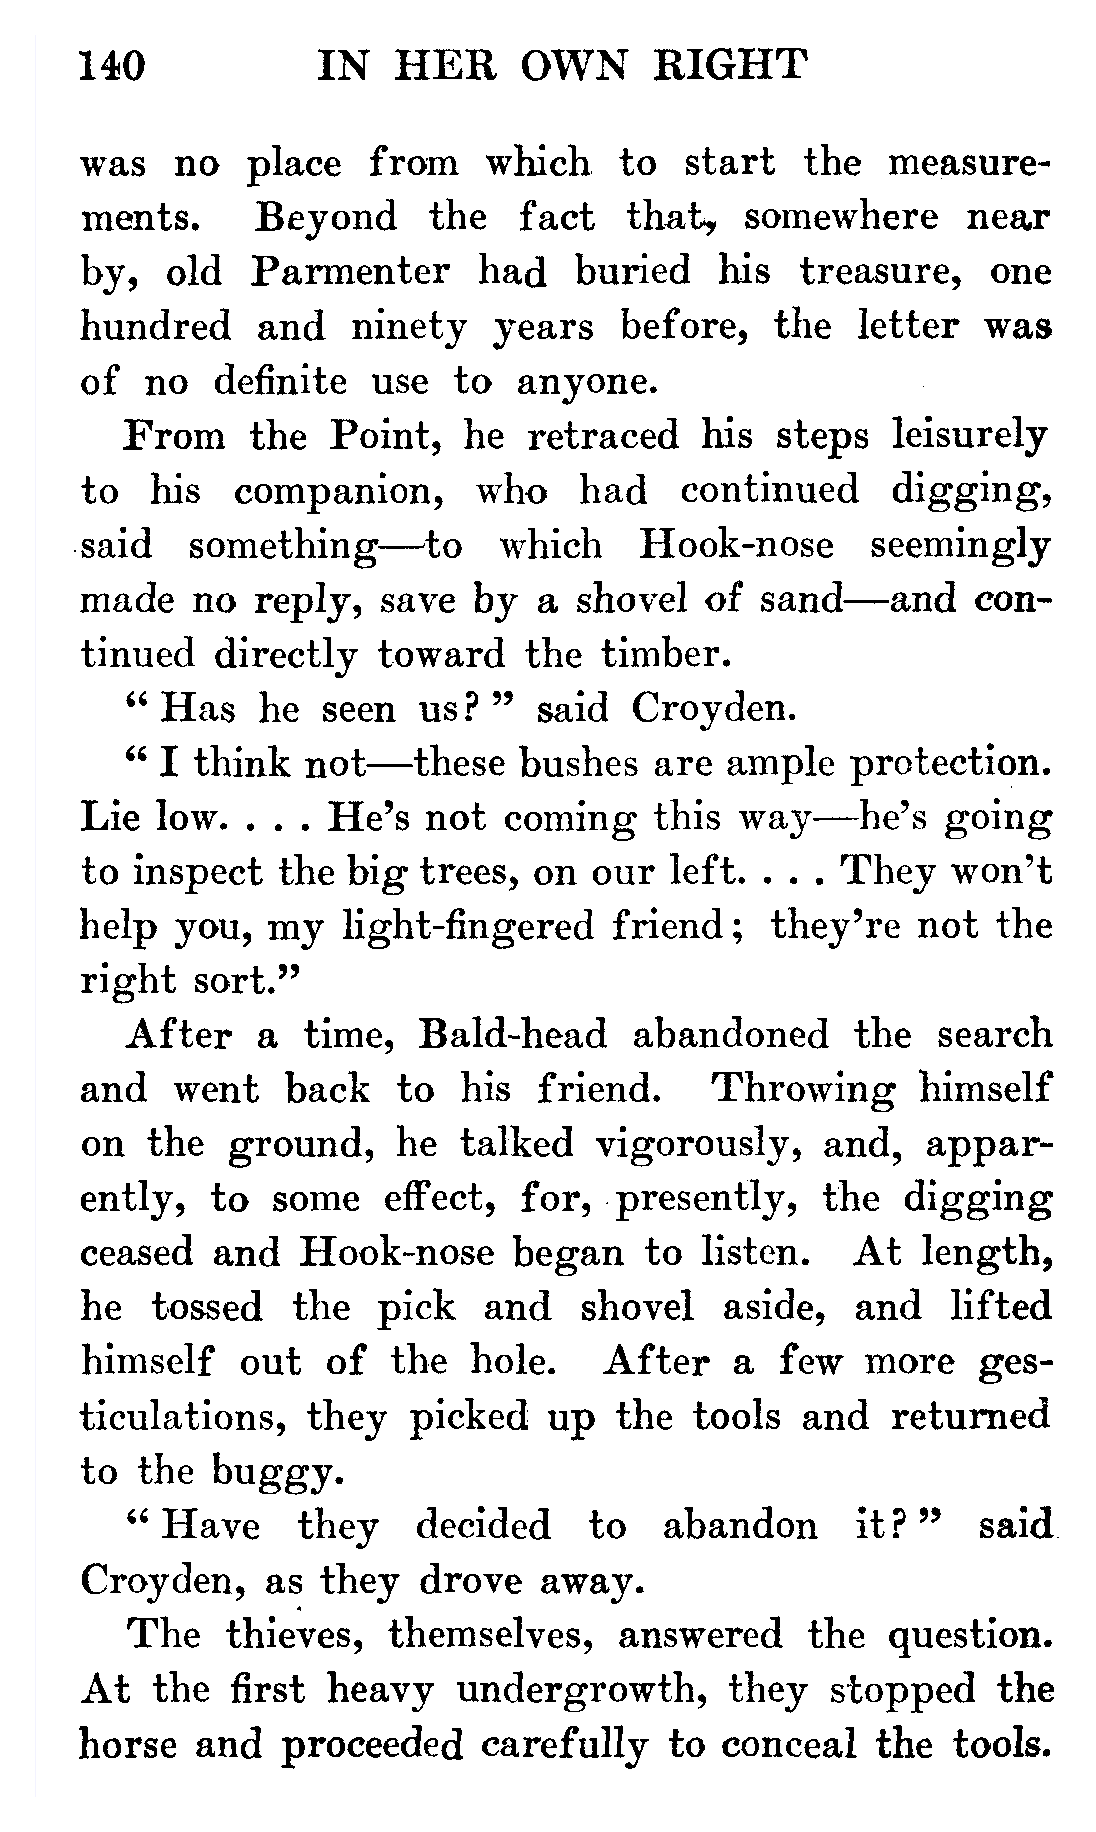 140 IN HER OWN RIGHT
was no place from which to start the measure-
ments. Beyond the fact that, somewhere near
by, old Parmenter had buried his treasure, one
hundred and ninety years before, the letter was
of no definite use to anyone.
From the Point, he retraced his steps leisurely
to his companion, who had continued digging,
said something—to which Hook-nose seemingly
made no reply, save by a shovel of sand—and con-
tinued directly toward the timber.
“ Has he seen us? ” said Croyden.
“ I think not—these bushes are ample protection.
Lie low. . . . He’s not coming this way—he’s going
to inspect the big trees, on our left. . . . They won’t
help you, my light-fingered friend; they’re not the
right sort.”
After a time, Bald-head abandoned the search
and went back to his friend. Throwing himself
on the ground, he talked vigorously, and, appar-
ently, to some effect, for, presently, the digging
ceased and Hook-nose began to listen. At length,
he tossed the pick and shovel aside, and lifted
himself out of the hole. After a few more ges-
ticulations, they picked up the tools and returned
to the buggy.
“ Have they decided to abandon it? ” said
Croyden, as they drove away.
The thieves, themselves, answered the question.
At the first heavy undergrowth, they stopped the
horse and proceeded carefully to conceal the tools.